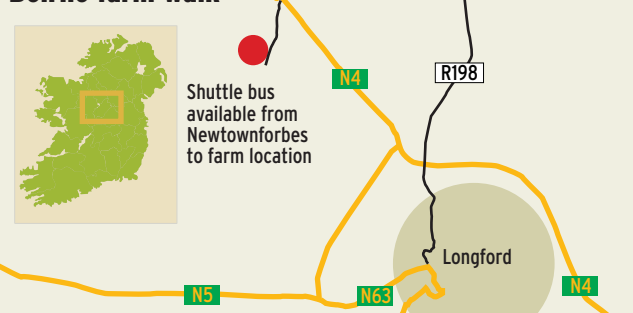 N4
R198
Shuttle bus
available from
Newtownforbes
to farm location
Longford
N5
N63
N4